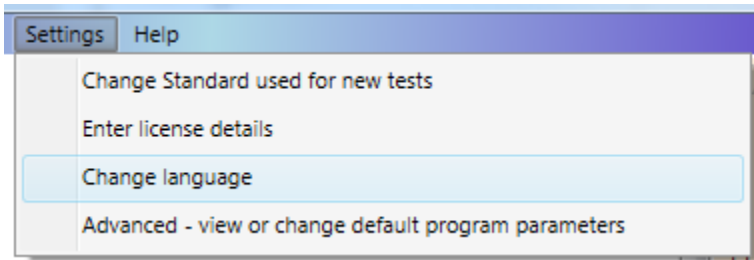 Settings Help
Change Standard used for new tests
Enter license details
Change language
Advanced - view or change default program parameters